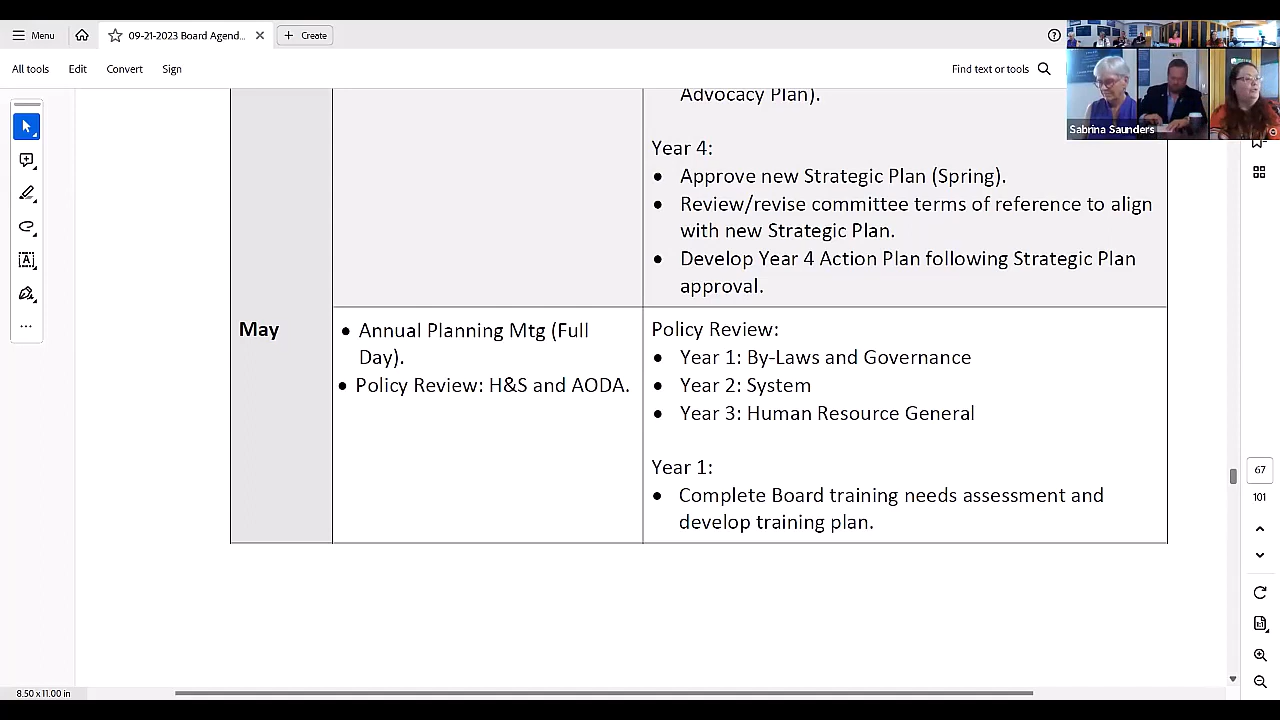 Menu
09-21-2023 Board Agend...
Create
All tools
Edit
Convert
Sign
Find text or tools
Sabrina Saunders
Advocacy Plan).
Year 4:
• Approve new Strategic Plan (Spring).
• Review/revise committee terms of reference to align
with new Strategic Plan.
• Develop Year 4 Action Plan following Strategic Plan
approval.
May
• Annual Planning Mtg (Full
Day).
• Policy Review: H&S and AODA.
Policy Review:
• Year 1: By-Laws and Governance
• Year 2: System
• Year 3: Human Resource General
Year 1:
• Complete Board training needs assessment and
develop training plan.
67
101
8.50 x 11.00 in